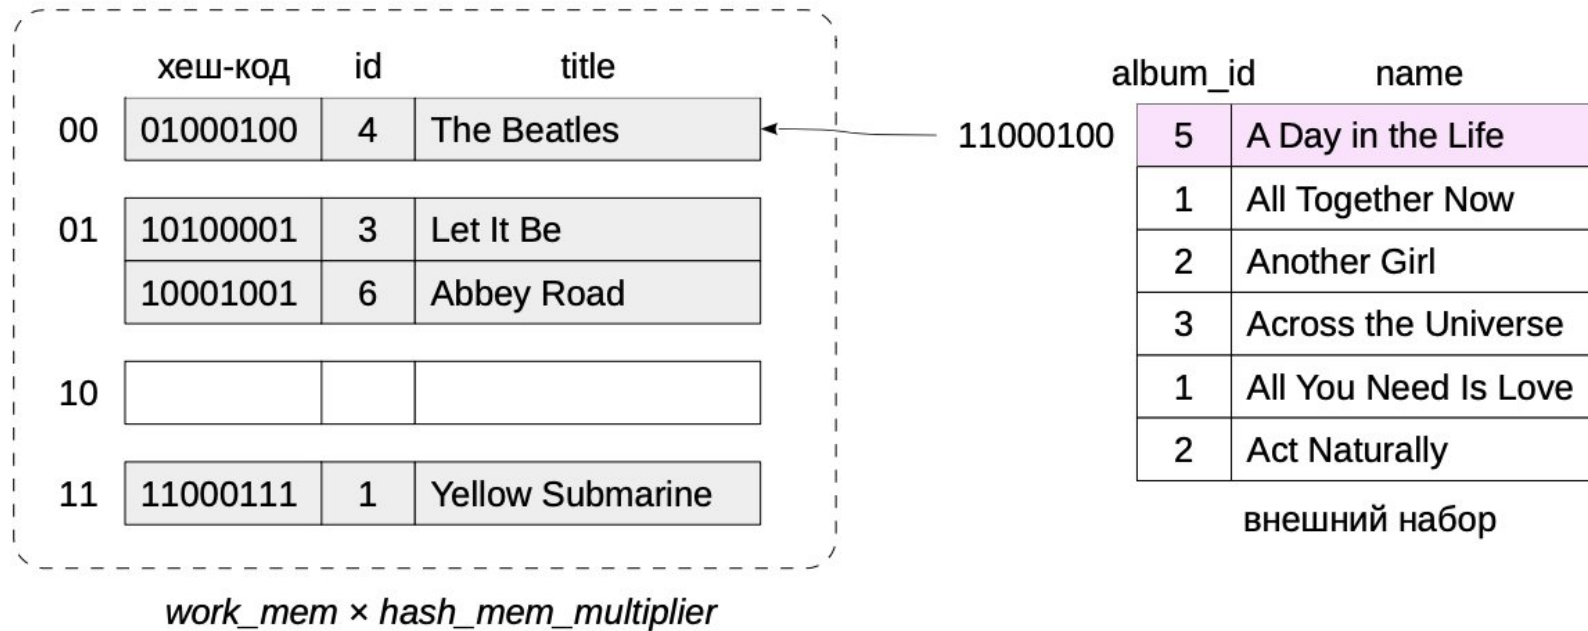 хеш-код id title
00 01000100 4 The Beatles
01 10100001 3 Let It Be
10001001 6 Abbey Road
10
11 11000111 1 Yellow Submarine
work_mem × hash_mem_multiplier
album_id name
11000100 5 A Day in the Life
1 All Together Now
2 Another Girl
3 Across the Universe
1 All You Need Is Love
2 Act Naturally
внешний набор